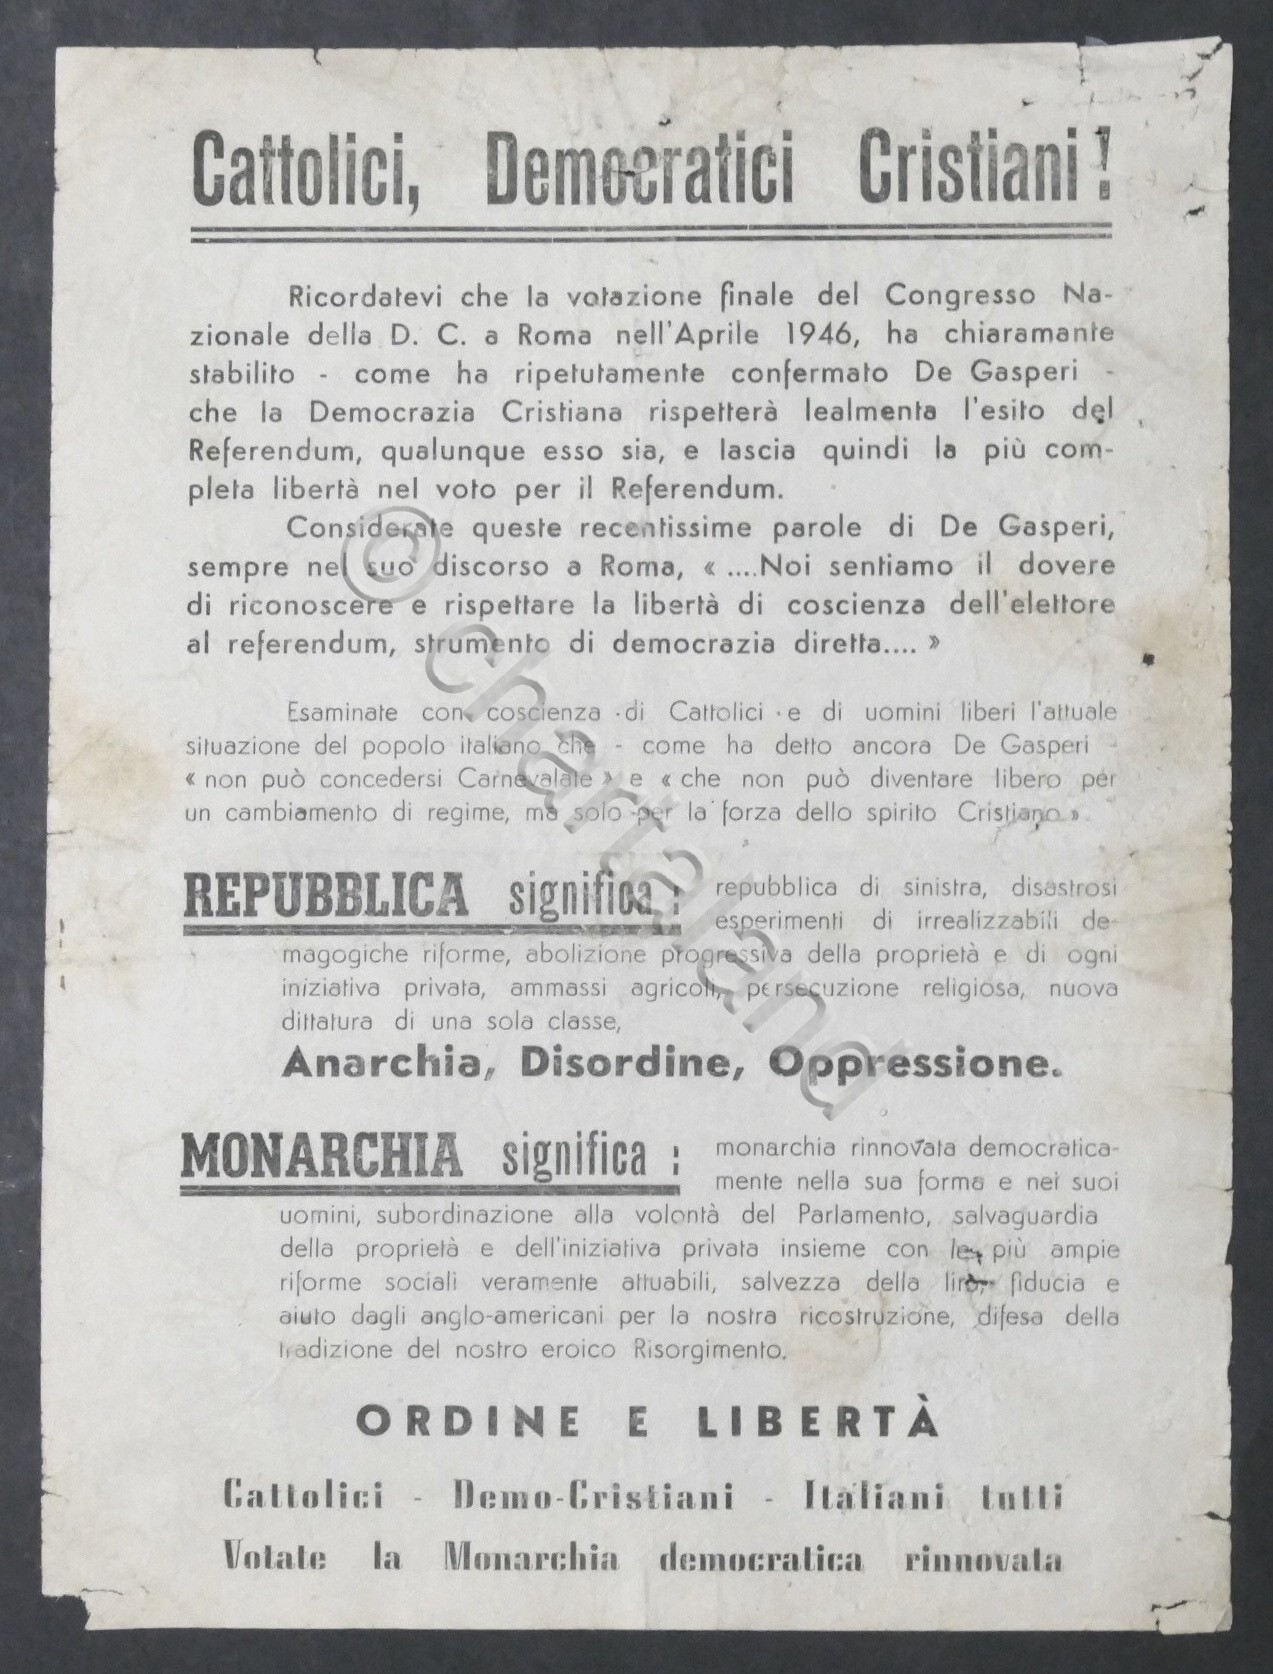 Cattolici, Democratici Cristiani!
Ricordatevi che la votazione finale del Congresso Na-
zionale della D. C. a Roma nell'Aprile 1946, ha chiaramante
stabilito - come ha ripetutamente confermato De Gasperi -
che la Democrazia Cristiana rispetterà lealmenta l'esito del
Referendum, qualunque esso sia, e lascia quindi la più com-
pleta libertà nel voto per il Referendum.
Considerate queste recentissime parole di De Gasperi,
sempre nel suo discorso a Roma, « ....Noi sentiamo il dovere
di riconoscere e rispettare la libertà di coscienza dell'elettore
al referendum, strumento di democrazia diretta.... »
Esaminate con coscienza di Cattolici e di uomini liberi l'attuale
situazione del popolo italiano che - come ha detto ancora De Gasperi -
« non può concedersi Carnevalate » e « che non può diventare libero per
un cambiamento di regime, ma solo per la forza dello spirito Cristiano »
REPUBBLICA significa: repubblica di sinistra, disastrosi
esperimenti di irrealizzabili de-
magogiche riforme, abolizione progressiva della proprietà e di ogni
iniziativa privata, ammassi agricoli, persecuzione religiosa, nuova
dittatura di una sola classe,
Anarchia, Disordine, Oppressione.
MONARCHIA significa: monarchia rinnovata democratica-
mente nella sua forma e nei suoi
uomini, subordinazione alla volontà del Parlamento, salvaguardia
della proprietà e dell'iniziativa privata insieme con le più ampie
riforme sociali veramente attuabili, salvezza della lira, fiducia e
aiuto dagli anglo-americani per la nostra ricostruzione, difesa della
tradizione del nostro eroico Risorgimento.
ORDINE E LIBERTÀ
Cattolici - Demo-Cristiani - Italiani tutti
Votate la Monarchia democratica rinnovata
© chartaland